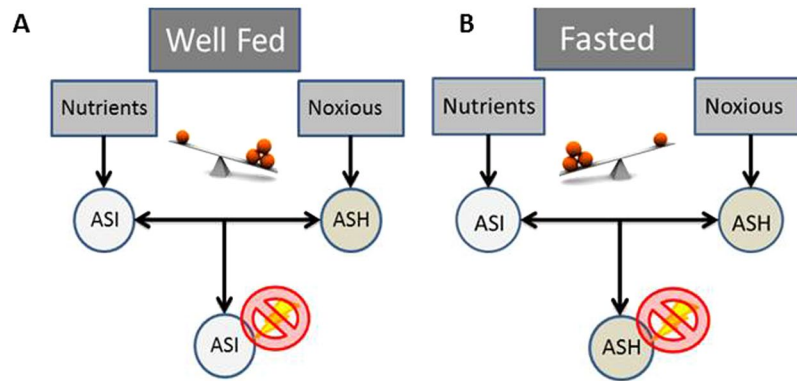 A
Well Fed
Nutrients
Noxious
ASI
ASH
ASI
B
Fasted
Nutrients
Noxious
ASI
ASH
ASH